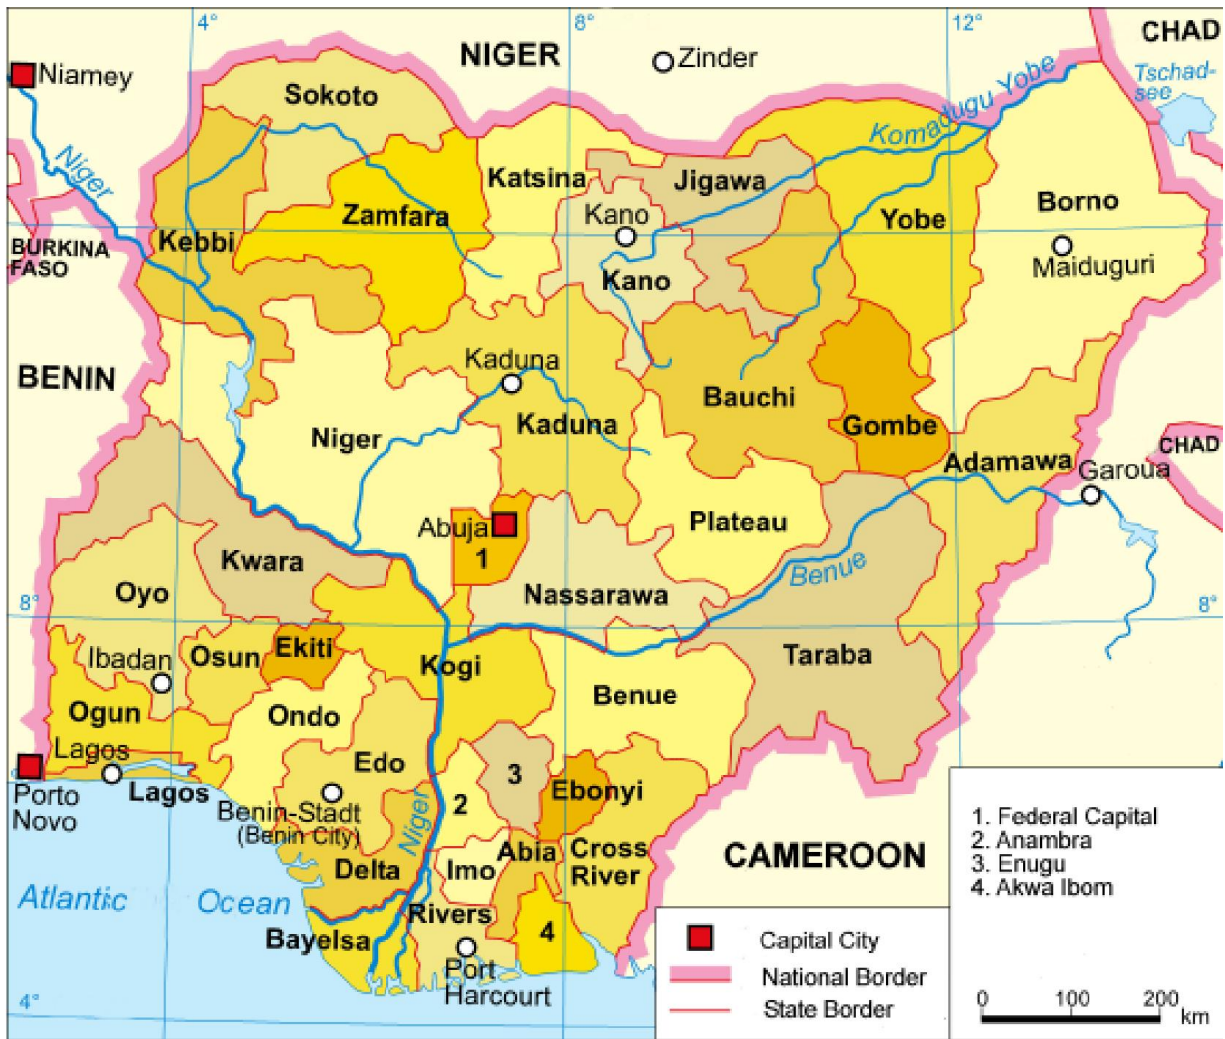 4°
8°
12°
CHAD
NIGER
Zinder
Niamey
Tschad-
see
Sokoto
Komadugu Yobe
Niger
Katsina
Jigawa
Zamfara
Kano
Yobe
Borno
Kebbi
BURKINA
FASO
Maiduguri
Kano
BENIN
Kaduna
Bauchi
Niger
Kaduna
Gombe
CHAD
Adamawa
Garoua
Abuja
Plateau
1
Kwara
Benue
Oyo
Nassarawa
8°
8°
Ibadan
Osun
Ekiti
Kogi
Taraba
Benue
Ogun
Ondo
Lagos
Edo
3
Porto
Novo
Lagos
Benin-Stadt
(Benin City)
Niger
2
Ebonyi
Delta
Imo
Abia
Cross
River
CAMEROON
Atlantic Ocean
Rivers
Bayelsa
4
Port
Harcourt
4°
1. Federal Capital
2. Anambra
3. Enugu
4. Akwa Ibom
Capital City
National Border
State Border
0 100 200
km